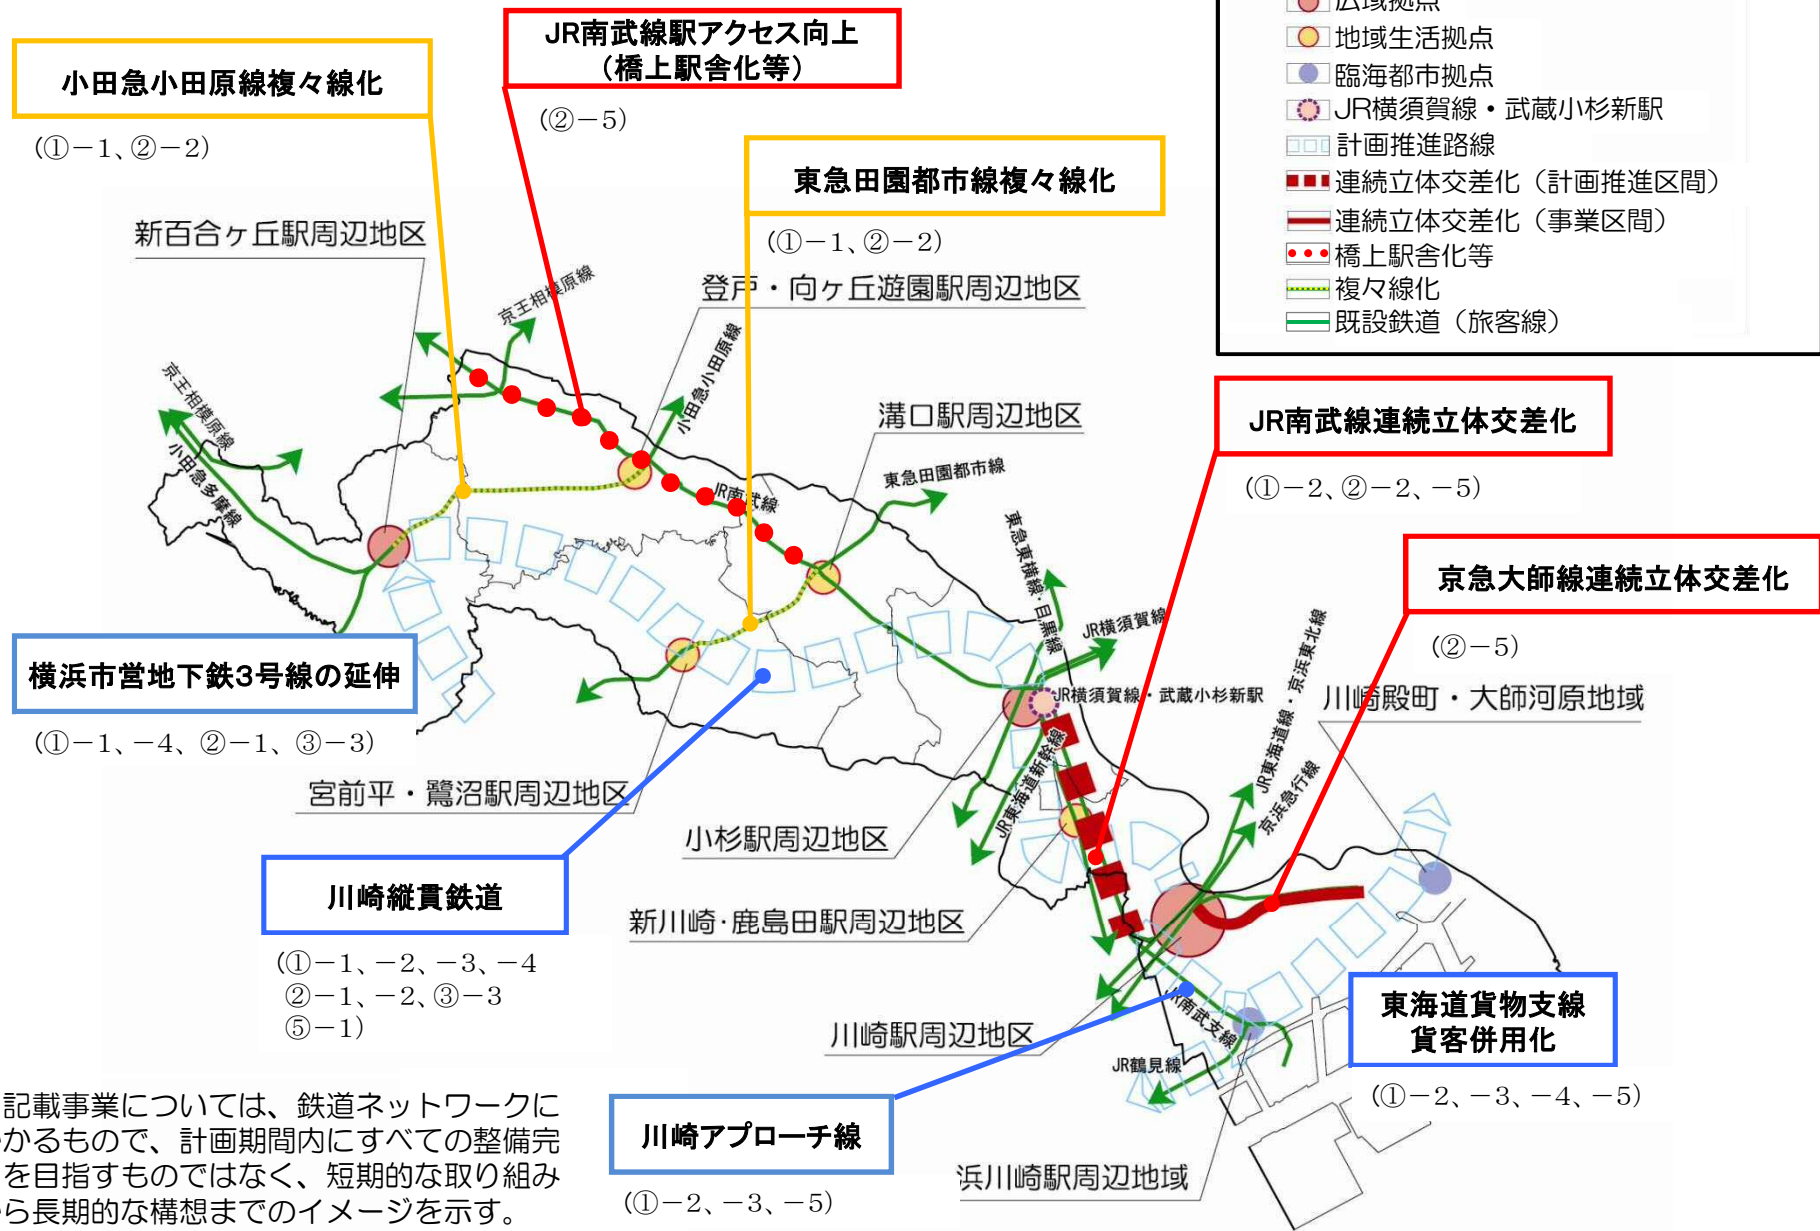 広域拠点
地域生活拠点
臨海都市拠点
JR横須賀線・武蔵小杉新駅
計画推進路線
連続立体交差化（計画推進区間）
連続立体交差化（事業区間）
橋上駅舎化等
複々線化
既設鉄道（旅客線）
JR南武線駅アクセス向上
（橋上駅舎化等）
(②－5)
小田急小田原線複々線化
(①－1、②－2)
東急田園都市線複々線化
(①－1、②－2)
新百合ヶ丘駅周辺地区
登戸・向ヶ丘遊園駅周辺地区
京王相模原線
小田急小田原線
京王相模原線
小田急多摩線
溝口駅周辺地区
東急田園都市線
JR南武線
JR南武線連続立体交差化
(①－2、②－2、－5)
東急東横線・目黒線
JR横須賀線
京急大師線連続立体交差化
(②－5)
横浜市営地下鉄3号線の延伸
(①－1、－4、②－1、③－3)
JR横須賀線・武蔵小杉新駅
JR東海道線・京浜東北線
京浜急行線
川崎殿町・大師河原地域
宮前平・鷺沼駅周辺地区
JR東海道新幹線
小杉駅周辺地区
川崎縦貫鉄道
(①－1、－2、－3、－4
②－1、－2、③－3
⑤－1)
新川崎･鹿島田駅周辺地区
川崎駅周辺地区
JR南武支線
JR鶴見線
東海道貨物支線
貨客併用化
(①－2、－3、－4、－5)
川崎アプローチ線
(①－2、－3、－5)
浜川崎駅周辺地域
記載事業については、鉄道ネットワークに
かかるもので、計画期間内にすべての整備完
を目指すものではなく、短期的な取り組み
から長期的な構想までのイメージを示す。